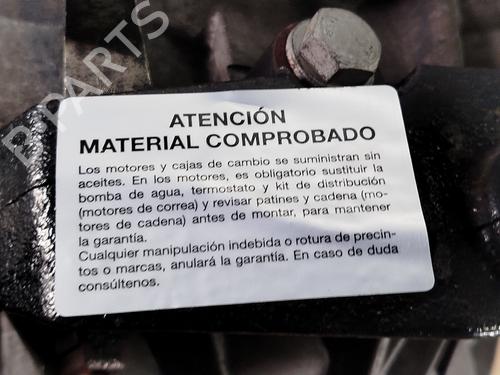 B-PARTS
ATENCIÓN
MATERIAL COMPROBADO
Los motores y cajas de cambio se suministran sin
aceites. En los motores, es obligatorio sustituir la
bomba de agua, termostato y kit de distribución
(motores de correa) y revisar patines y cadena (mo-
tores de cadena) antes de montar, para mantener
la garantía.
Cualquier manipulación indebida o rotura de precin-
tos o marcas, anulará la garantía. En caso de duda
consúltenos.